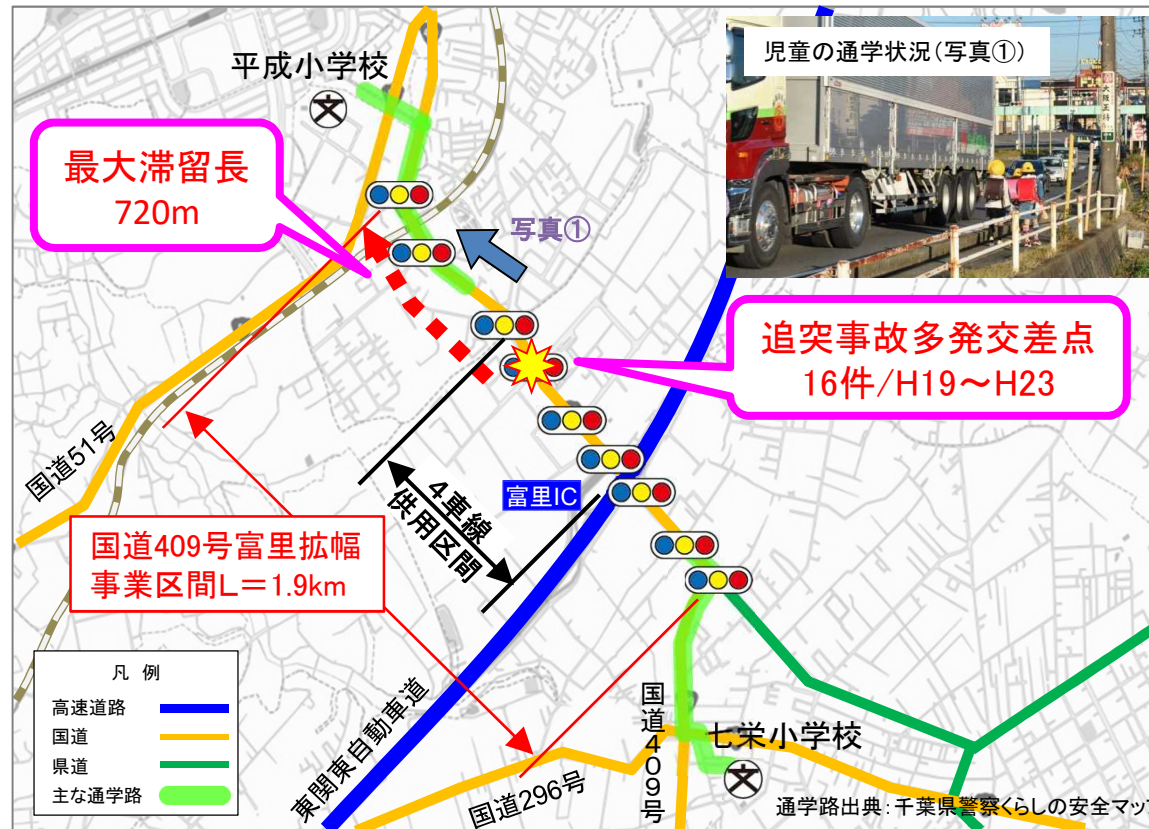 平成小学校
児童の通学状況(写真①)
大阪王将
最大滞留長
720m
写真①
追突事故多発交差点
16件/H19～H23
国道51号
富里IC
4車線
供用区間
国道409号富里拡幅
事業区間L＝1.9km
凡 例
高速道路
国道
県道
主な通学路
東関東自動車道
国道296号
国道409号
七栄小学校
通学路出典：千葉県警察くらしの安全マップ